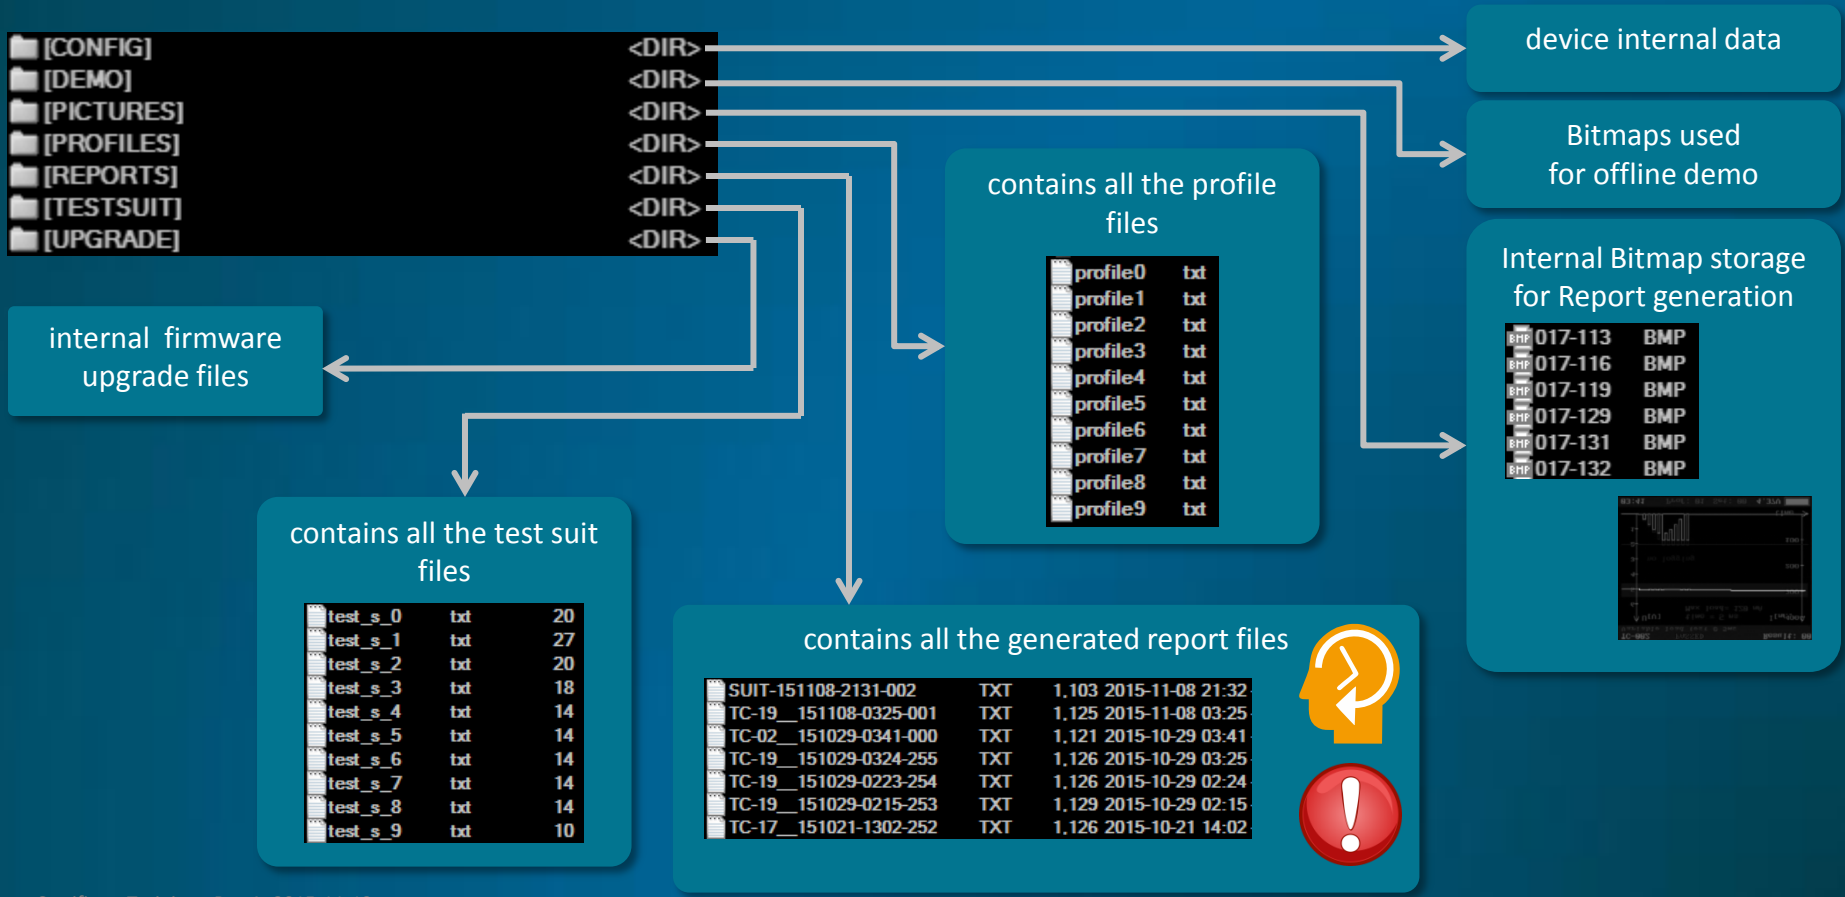 [CONFIG] <DIR>
[DEMO] <DIR>
[PICTURES] <DIR>
[PROFILES] <DIR>
[REPORTS] <DIR>
[TESTSUIT] <DIR>
[UPGRADE] <DIR>
device internal data
Bitmaps used
for offline demo
Internal Bitmap storage
for Report generation
BMP 017-113 BMP
BMP 017-116 BMP
BMP 017-119 BMP
BMP 017-129 BMP
BMP 017-131 BMP
BMP 017-132 BMP
contains all the profile
files
profile0 txt
profile1 txt
profile2 txt
profile3 txt
profile4 txt
profile5 txt
profile6 txt
profile7 txt
profile8 txt
profile9 txt
internal firmware
upgrade files
contains all the test suit
files
test_s_0 txt 20
test_s_1 txt 27
test_s_2 txt 20
test_s_3 txt 18
test_s_4 txt 14
test_s_5 txt 14
test_s_6 txt 14
test_s_7 txt 14
test_s_8 txt 14
test_s_9 txt 10
contains all the generated report files
SUIT-151108-2131-002 TXT 1,103 2015-11-08 21:32
TC-19__151108-0325-001 TXT 1,125 2015-11-08 03:25
TC-02__151029-0341-000 TXT 1,121 2015-10-29 03:41
TC-19__151029-0324-255 TXT 1,126 2015-10-29 03:25
TC-19__151029-0223-254 TXT 1,126 2015-10-29 02:24
TC-19__151029-0215-253 TXT 1,129 2015-10-29 02:15
TC-17__151021-1302-252 TXT 1,126 2015-10-21 14:02